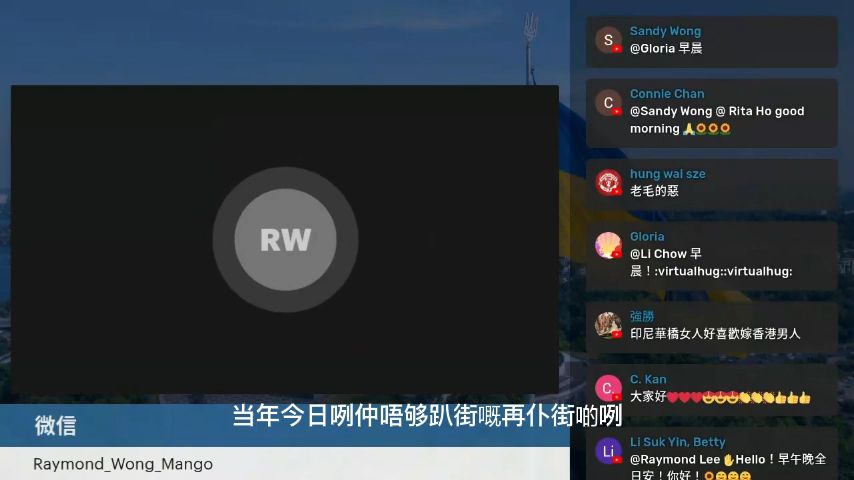 RW
当年今日咧仲唔够趴街嘅再仆街啲咧
微信
Raymond_Wong_Mango
S
Sandy Wong
@Gloria 早晨
C
Connie Chan
@Sandy Wong @ Rita Ho good
morning 🙏🌻🌻🌻
hung wal sze
老毛的惡
Gloria
@Li Chow 早
晨！:virtualhug::virtualhug:
強勝
印尼華橋女人好喜歡嫁香港男人
C.
C. Kan
大家好❤️❤️❤️😍😍😍👏👏👏👍👍👍
Li
Li Suk Yin, Betty
@Raymond Lee ✋Hello！早午晚全
日安！你好！🌻😊😊😊